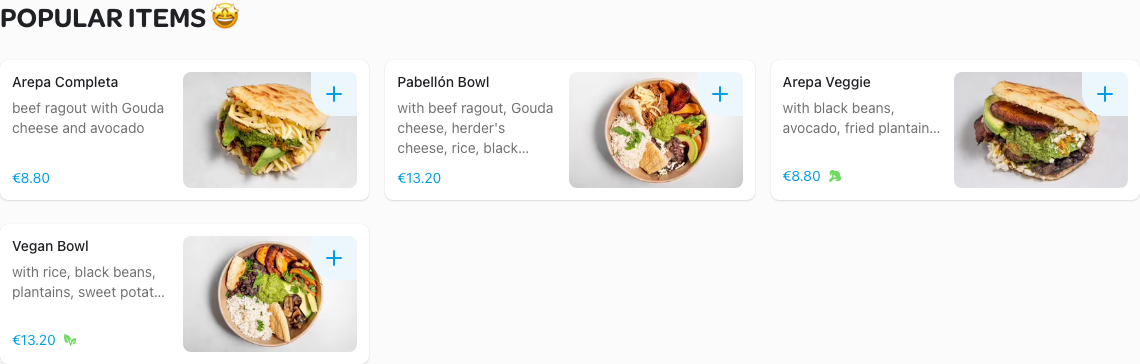 POPULAR ITEMS 🤩
Arepa Completa
beef ragout with Gouda
cheese and avocado
€8.80
Pabellón Bowl
with beef ragout, Gouda
cheese, herder's
cheese, rice, black...
€13.20
Arepa Veggie
with black beans,
avocado, fried plantain...
€8.80
Vegan Bowl
with rice, black beans,
plantains, sweet potat...
€13.20